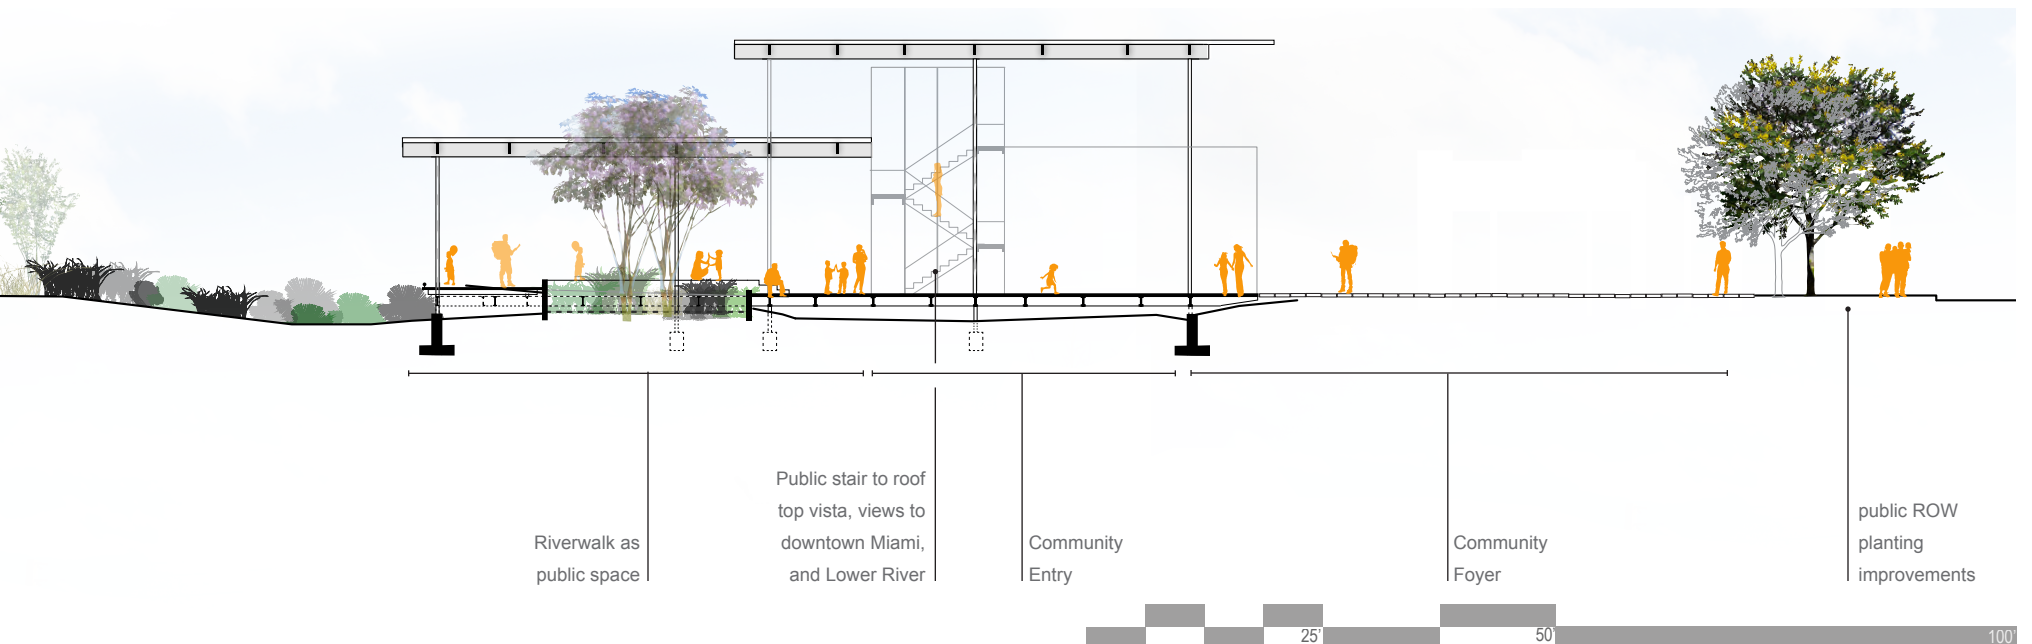 Riverwalk as
public space
Public stair to roof
top vista, views to
downtown Miami,
and Lower River
Community
Entry
Community
Foyer
public ROW
planting
improvements
25'
50'
100'